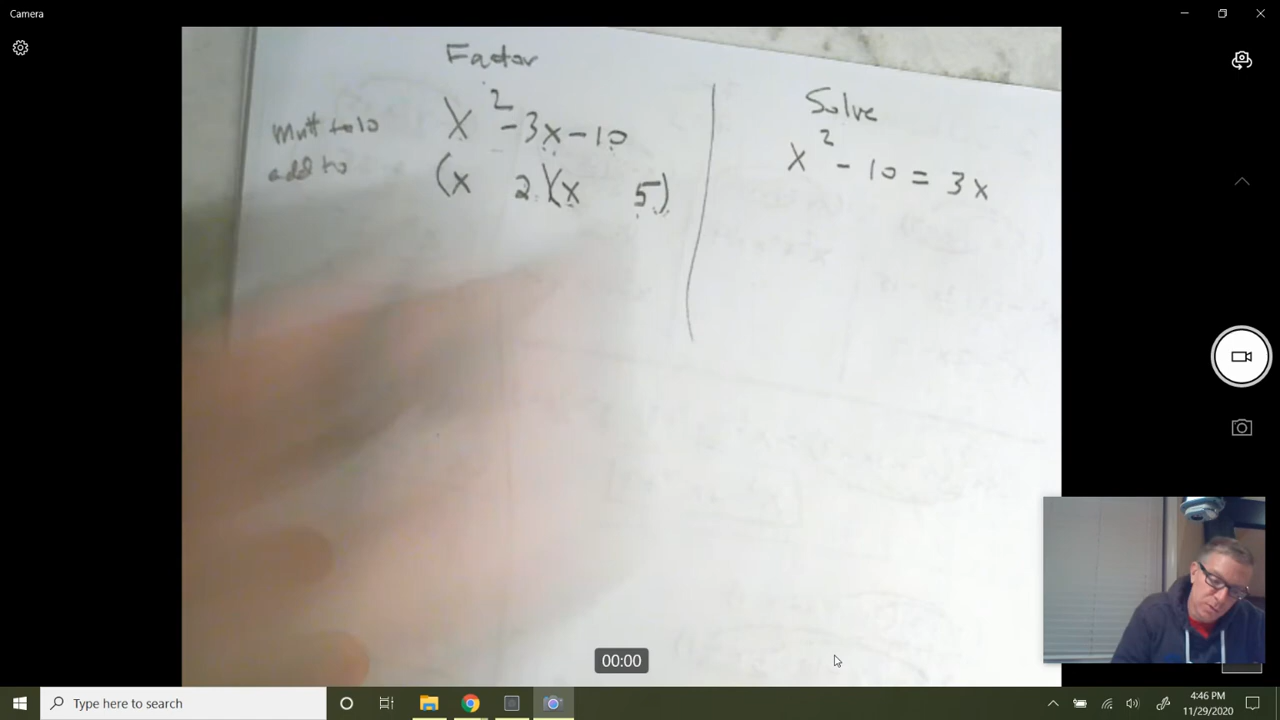 Camera
Factor
x² - 3x - 10
mult to 10
add to
(x 2)(x 5)
Solve
x² - 10 = 3x
00:00
Type here to search
4:46 PM
11/29/2020